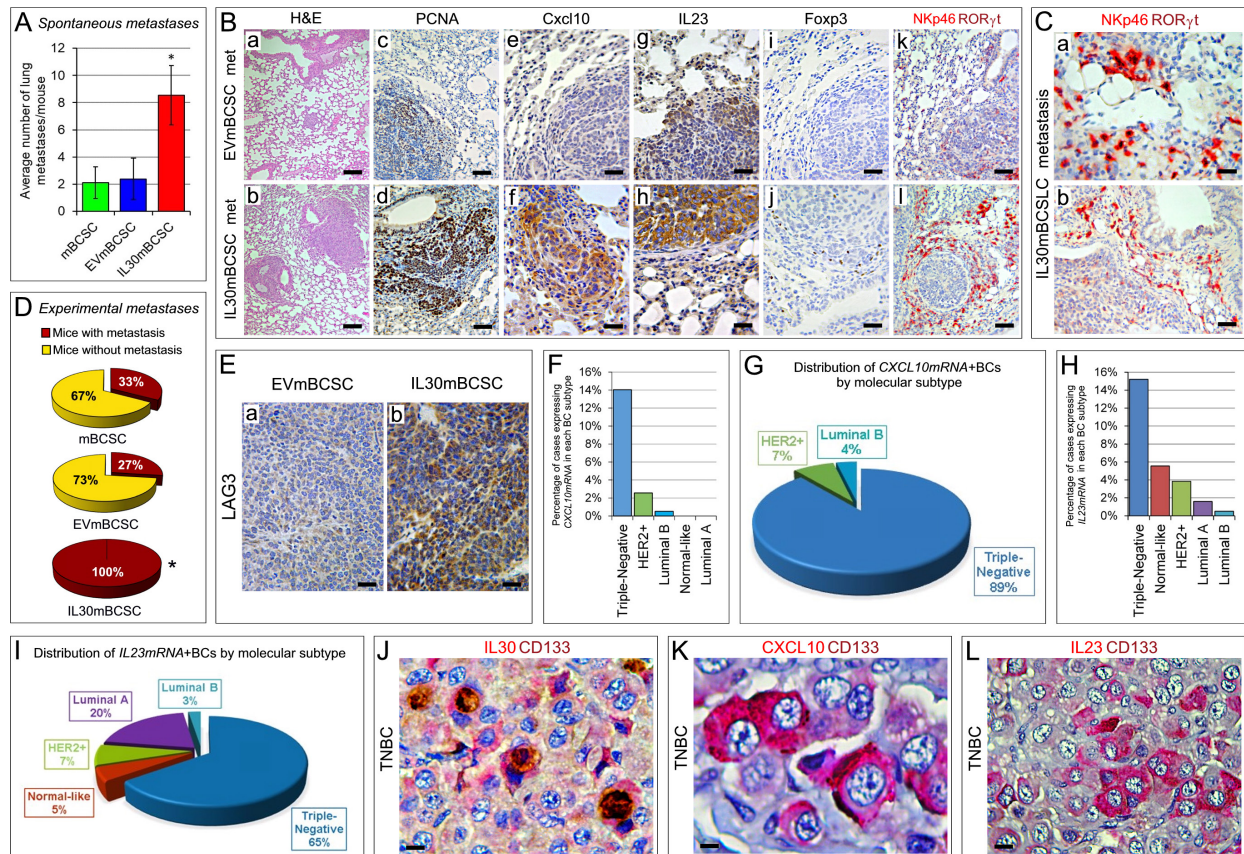 A Spontaneous metastases
Average number of lung
metastases/mouse
12
10
8
6
4
2
0
*
mBCSC
EVmBCSC
IL30mBCSC
B
H&E
PCNA
Cxcl10
IL23
Foxp3
NKp46 RORγt
EVmBCSC met
IL30mBCSC met
a
c
e
g
i
k
b
d
f
h
j
l
C
NKp46 RORγt
IL30mBCSLC metastasis
a
b
D Experimental metastases
Mice with metastasis
Mice without metastasis
33%
67%
mBCSC
27%
73%
EVmBCSC
100%
*
IL30mBCSC
E
EVmBCSC
IL30mBCSC
LAG3
a
b
F
Percentage of cases expressing
CXCL10mRNA in each BC subtype
16%
14%
12%
10%
8%
6%
4%
2%
0%
Triple-Negative
HER2+
Luminal B
Normal-like
Luminal A
G
Distribution of CXCL10mRNA+BCs
by molecular subtype
HER2+
7%
Luminal B
4%
Triple-
Negative
89%
H
Percentage of cases expressing
IL23mRNA in each BC subtype
16%
14%
12%
10%
8%
6%
4%
2%
0%
Triple-Negative
Normal-like
HER2+
Luminal A
Luminal B
I
Distribution of IL23mRNA+BCs by molecular subtype
Luminal A
20%
Luminal B
3%
HER2+
7%
Normal-like
5%
Triple-
Negative
65%
J
IL30 CD133
TNBC
K
CXCL10 CD133
TNBC
L
IL23 CD133
TNBC